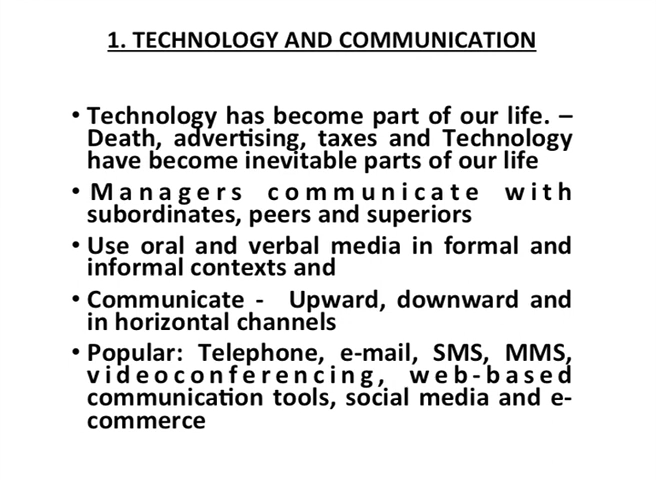 1. TECHNOLOGY AND COMMUNICATION
• Technology has become part of our life. –
Death, advertising, taxes and Technology
have become inevitable parts of our life
• Managers communicate with
subordinates, peers and superiors
• Use oral and verbal media in formal and
informal contexts and
• Communicate - Upward, downward and
in horizontal channels
• Popular: Telephone, e-mail, SMS, MMS,
videoconferencing, web-based
communication tools, social media and e-
commerce